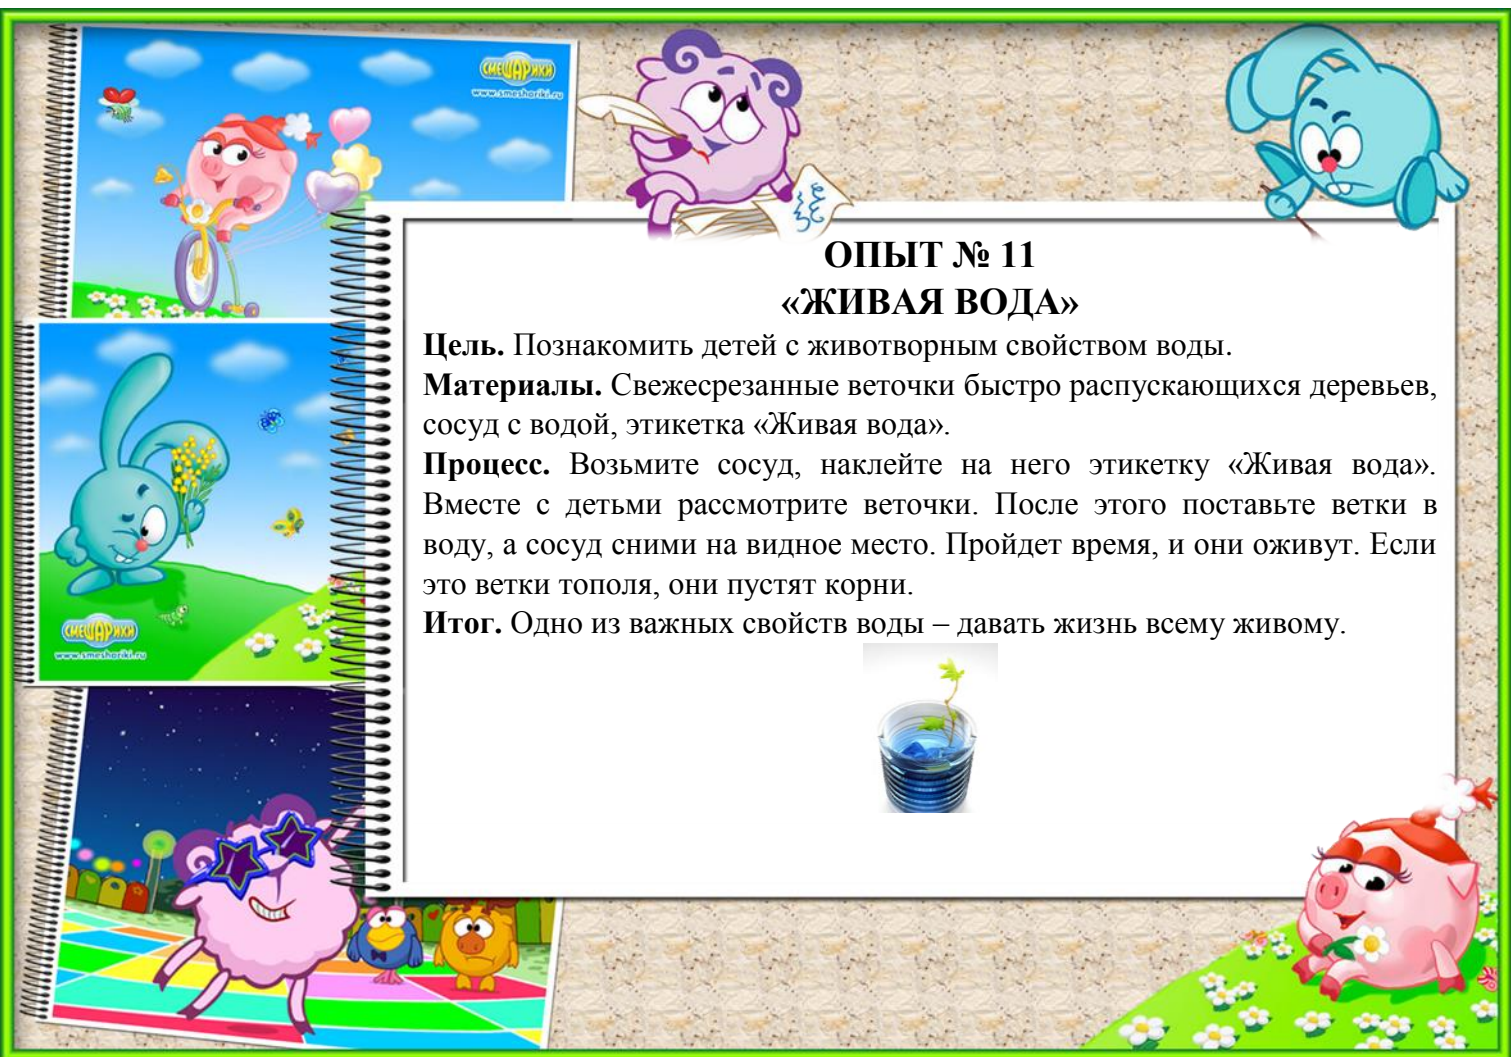 СМЕШАРИКИ
www.smeshariki.ru
ОПЫТ № 11
«ЖИВАЯ ВОДА»
Цель. Познакомить детей с животворным свойством воды.
Материалы. Свежесрезанные веточки быстро распускающихся деревьев,
сосуд с водой, этикетка «Живая вода».
Процесс. Возьмите сосуд, наклейте на него этикетку «Живая вода».
Вместе с детьми рассмотрите веточки. После этого поставьте ветки в
воду, а сосуд сними на видное место. Пройдет время, и они оживут. Если
это ветки тополя, они пустят корни.
Итог. Одно из важных свойств воды – давать жизнь всему живому.
СМЕШАРИКИ
www.smeshariki.ru